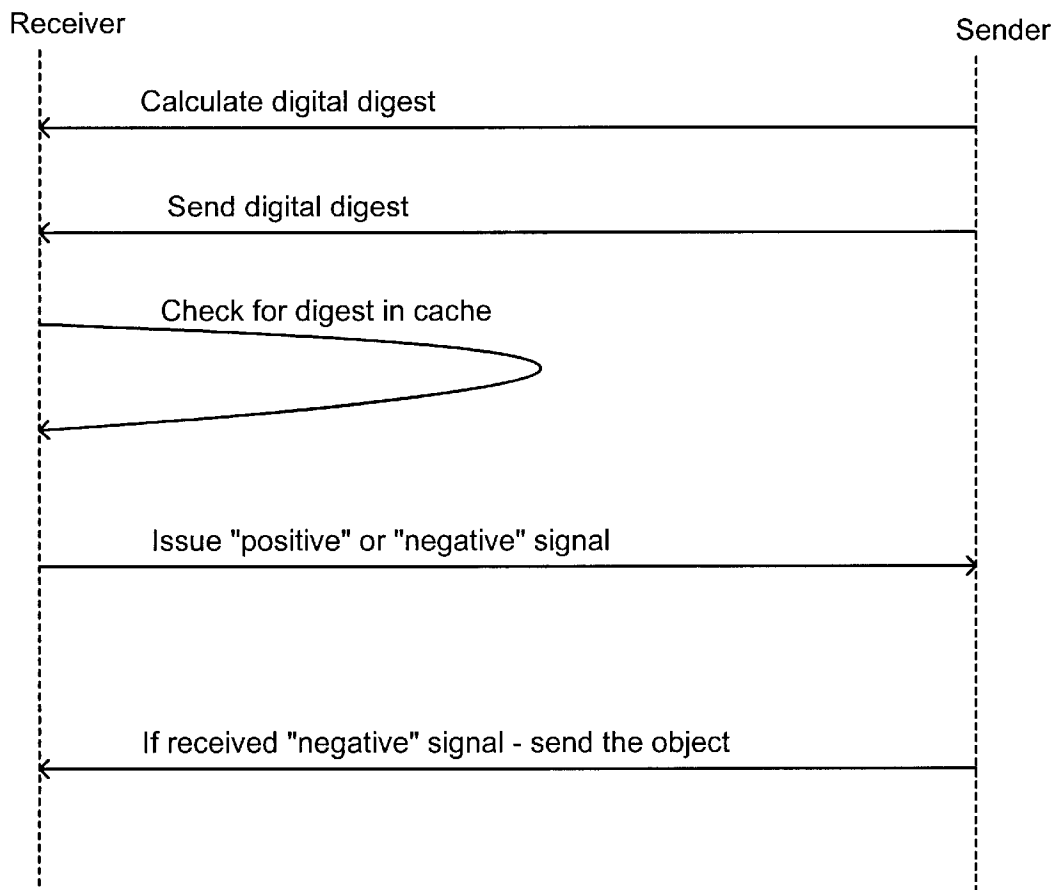 Receiver
Sender
Calculate digital digest
Send digital digest
Check for digest in cache
Issue "positive" or "negative" signal
If received "negative" signal - send the object